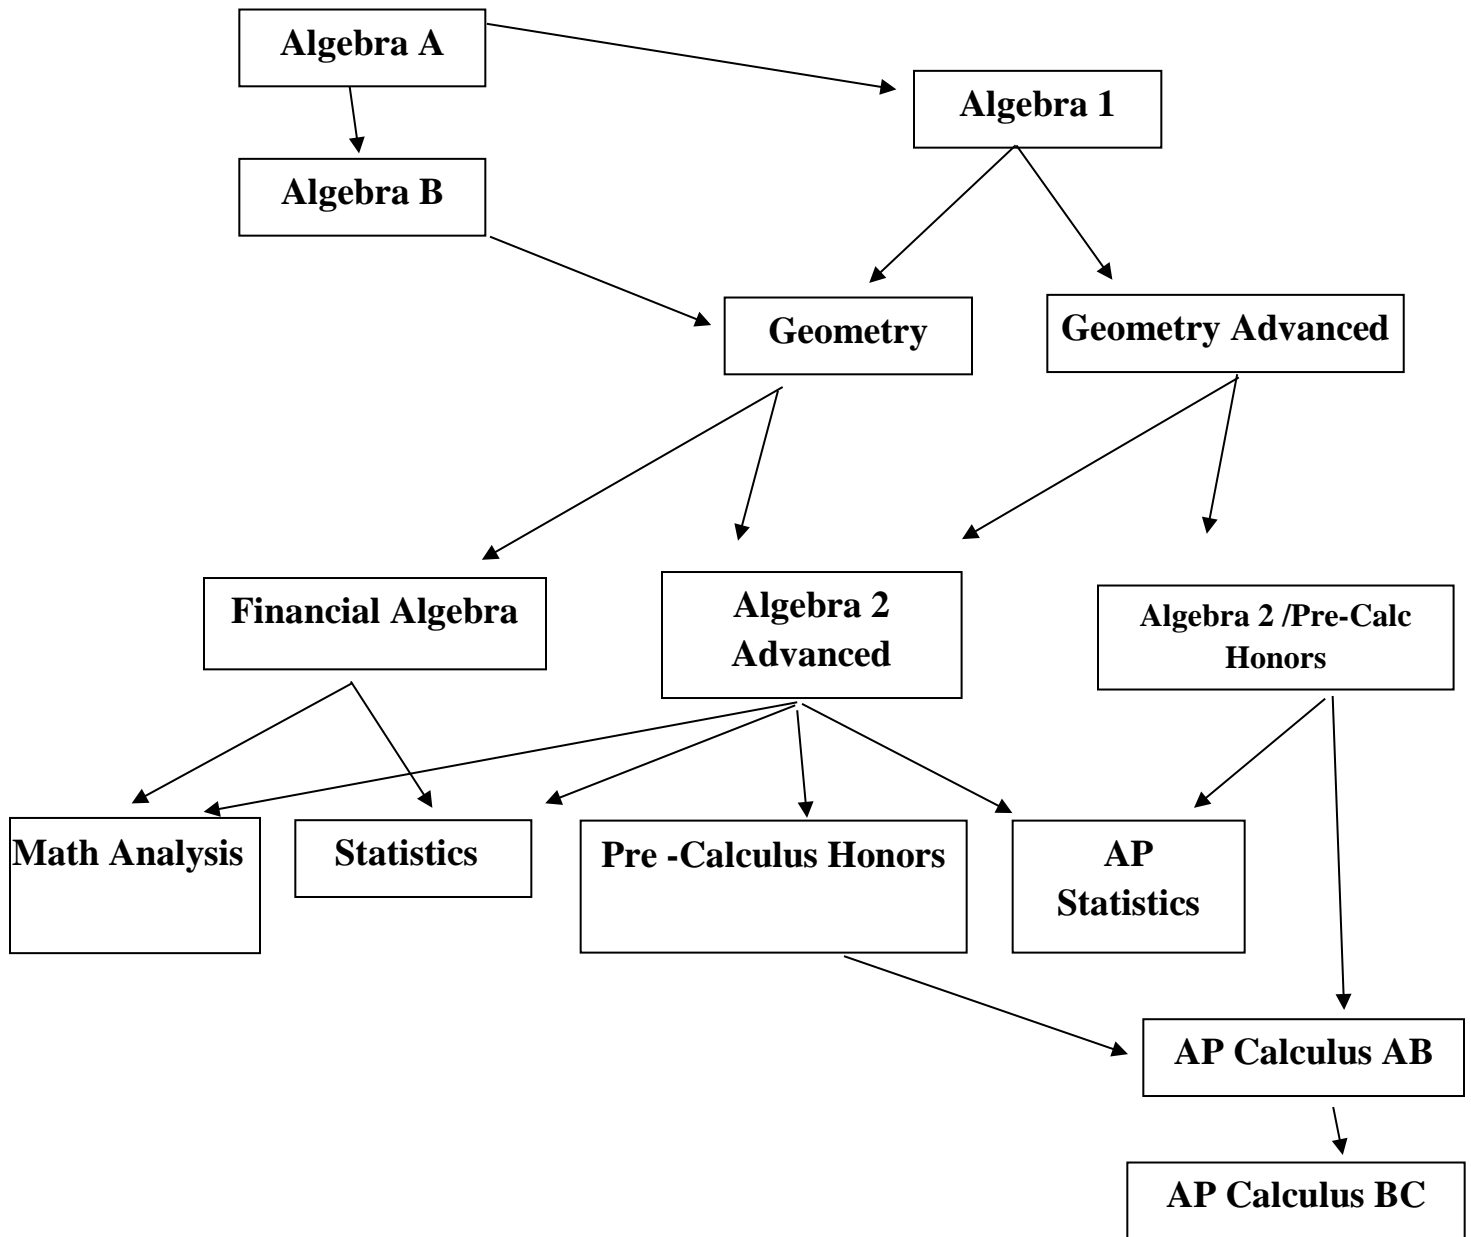 Algebra A
Algebra 1
Algebra B
Geometry
Geometry Advanced
Financial Algebra
Algebra 2
Advanced
Algebra 2 /Pre-Calc
Honors
Math Analysis
Statistics
Pre -Calculus Honors
AP
Statistics
AP Calculus AB
AP Calculus BC